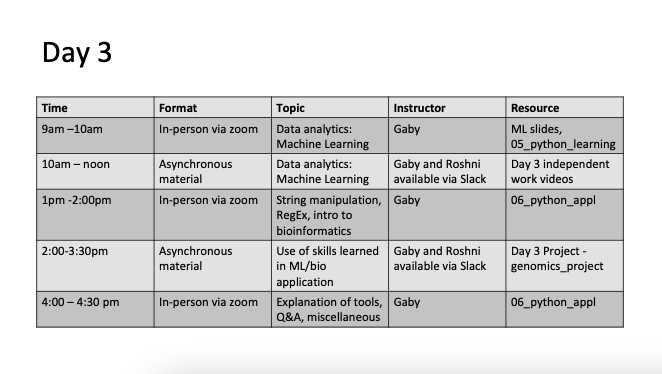 Day 3
Time Format Topic Instructor Resource
9am –10am In-person via zoom Data analytics: Gaby ML slides,
Machine Learning 05_python_learning
10am – noon Asynchronous Data analytics: Gaby and Roshni Day 3 independent
material Machine Learning available via Slack work videos
1pm -2:00pm In-person via zoom String manipulation, Gaby 06_python_appl
RegEx, intro to
bioinformatics
2:00-3:30pm Asynchronous Use of skills learned Gaby and Roshni Day 3 Project -
material in ML/bio available via Slack genomics_project
application
4:00 – 4:30 pm In-person via zoom Explanation of tools, Gaby 06_python_appl
Q&A, miscellaneous